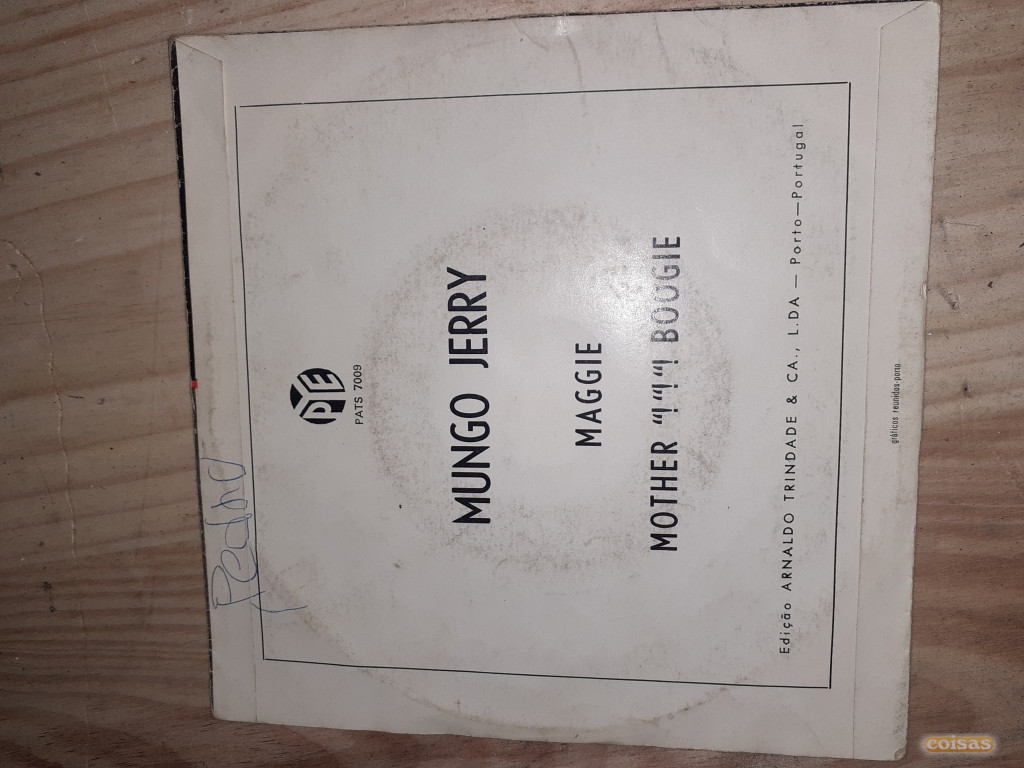 Pedro
PYE
PATS 7009
MUNGO JERRY
MAGGIE
MOTHER "!"!"! BOOGIE
Edição ARNALDO TRINDADE & CA., L.DA — Porto—Portugal
gráficos reunidos-porto
coisas